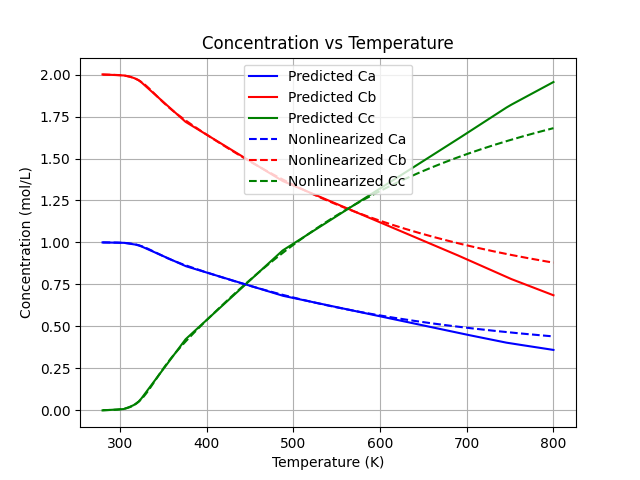 Concentration vs Temperature
Concentration (mol/L)
2.00
1.75
1.50
1.25
1.00
0.75
0.50
0.25
0.00
Predicted Ca
Predicted Cb
Predicted Cc
Nonlinearized Ca
Nonlinearized Cb
Nonlinearized Cc
300 400 500 600 700 800
Temperature (K)